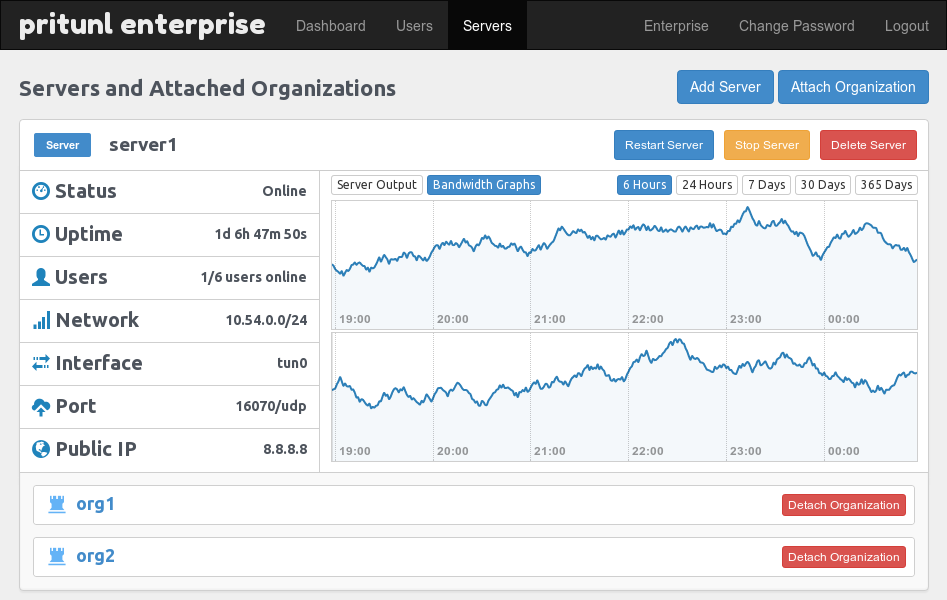 pritunl enterprise Dashboard Users Servers Enterprise Change Password Logout
Servers and Attached Organizations Add Server Attach Organization
Server server1 Restart Server Stop Server Delete Server
Status Online
Uptime 1d 6h 47m 50s
Users 1/6 users online
Network 10.54.0.0/24
Interface tun0
Port 16070/udp
Public IP 8.8.8.8
Server Output Bandwidth Graphs 6 Hours 24 Hours 7 Days 30 Days 365 Days
19:00 20:00 21:00 22:00 23:00 00:00
19:00 20:00 21:00 22:00 23:00 00:00
org1 Detach Organization
org2 Detach Organization